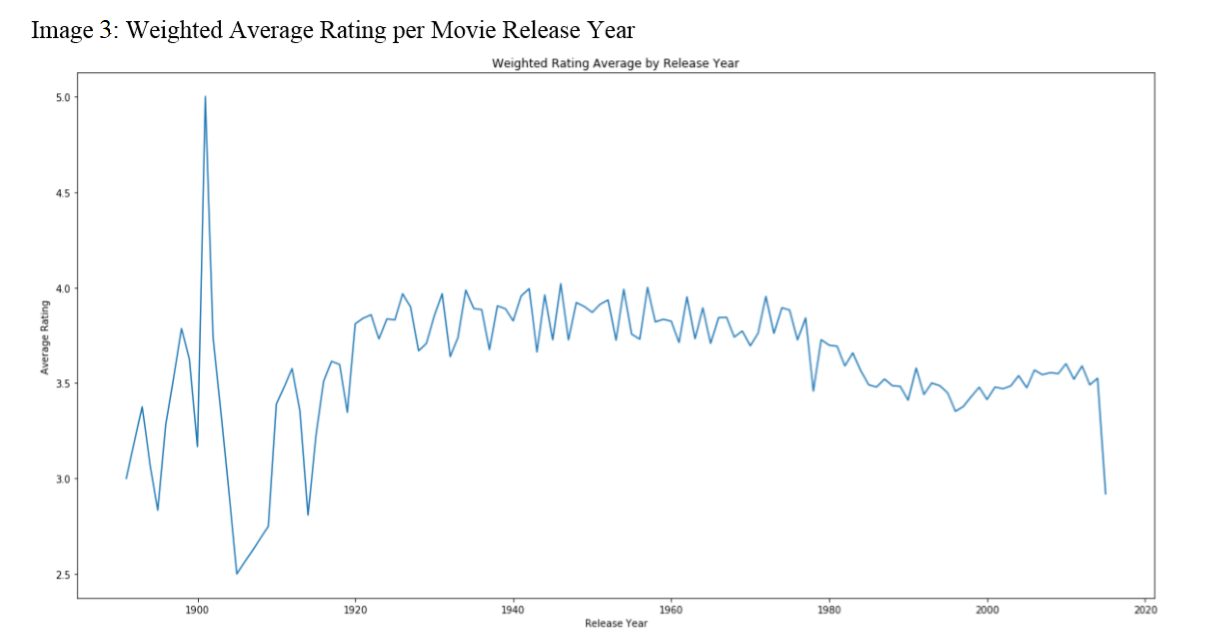 Image 3: Weighted Average Rating per Movie Release Year
Weighted Rating Average by Release Year
5.0
4.5
4.0
3.5
3.0
2.5
Average Rating
1900 1920 1940 1960 1980 2000 2020
Release Year